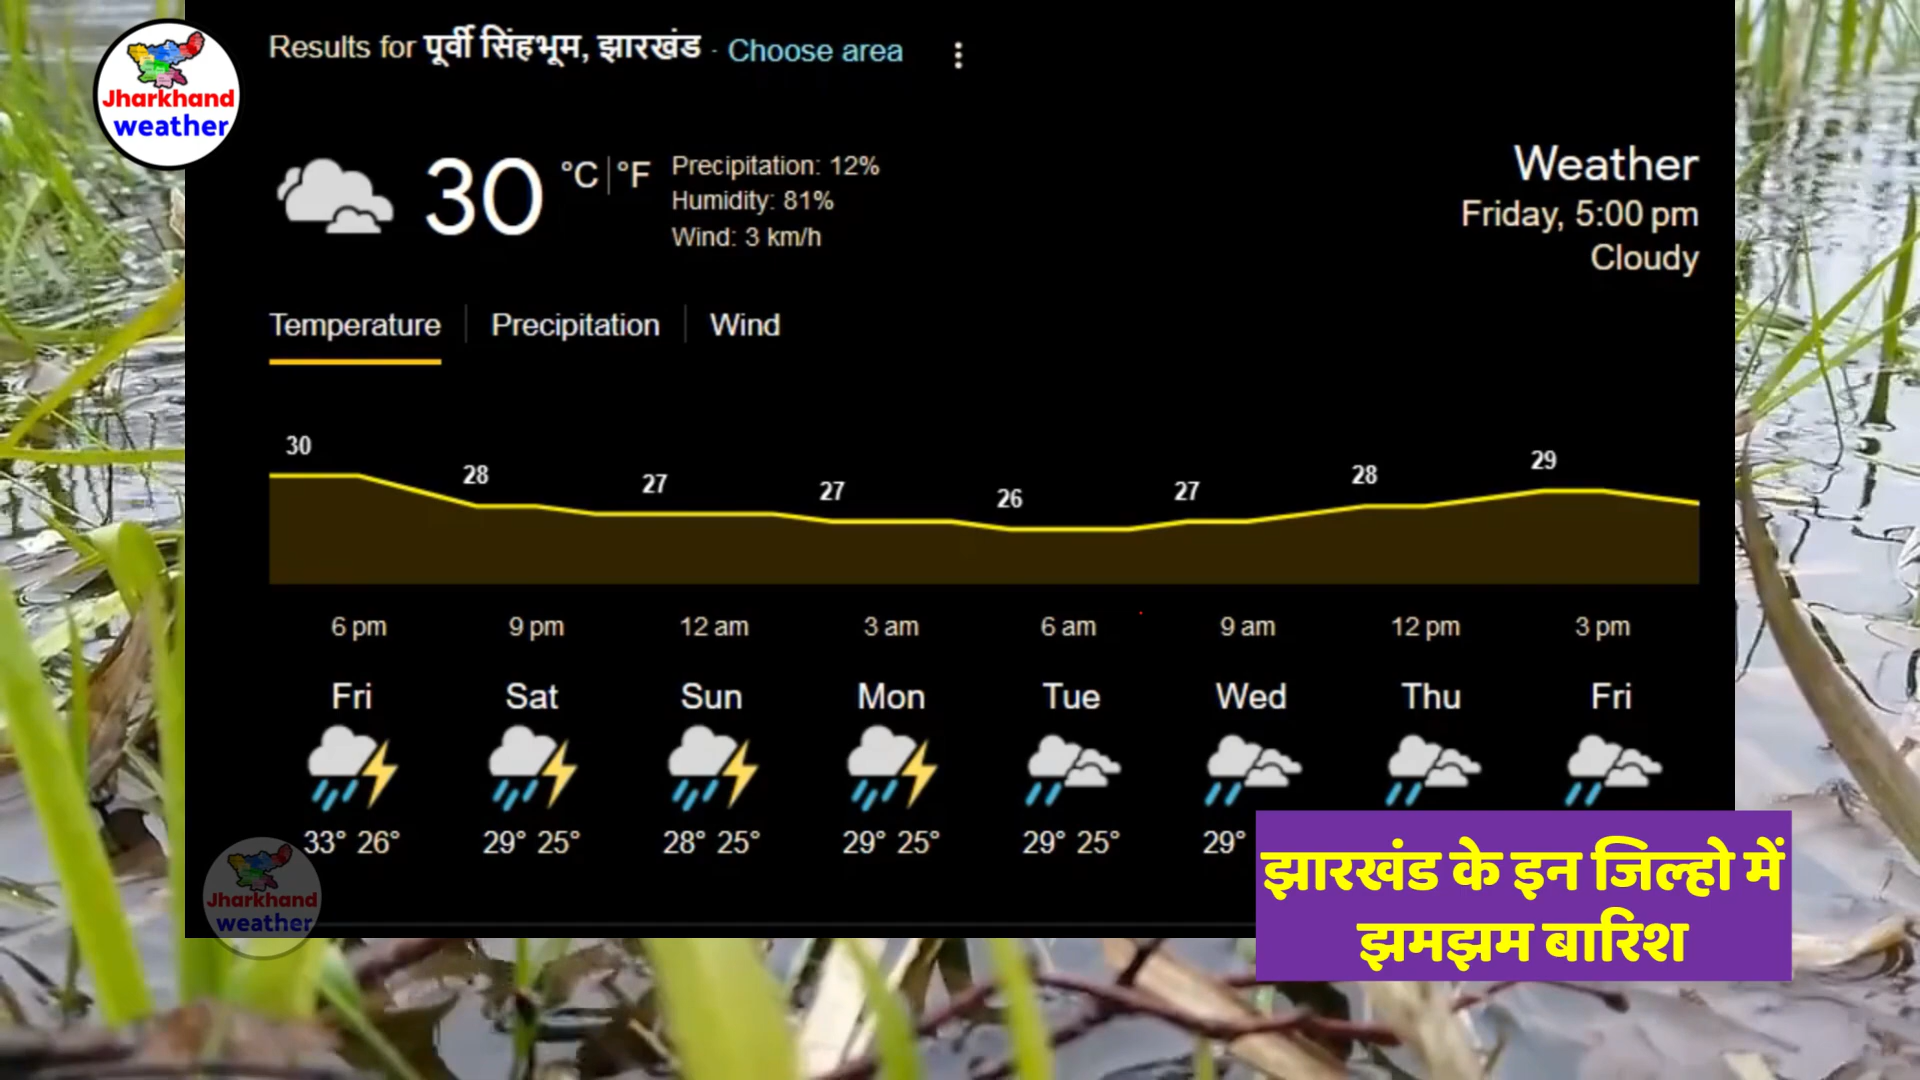 Jharkhand
weather
Results for पूर्वी सिंहभूम, झारखंड · Choose area
30 °C | °F
Precipitation: 12%
Humidity: 81%
Wind: 3 km/h
Weather
Friday, 5:00 pm
Cloudy
Temperature Precipitation Wind
30 28 27 27 26 27 28 29
6 pm 9 pm 12 am 3 am 6 am 9 am 12 pm 3 pm
Fri Sat Sun Mon Tue Wed Thu Fri
33° 26° 29° 25° 28° 25° 29° 25° 29° 25° 29°
Jharkhand
weather
झारखंड के इन जिल्हो में
झमझम बारिश